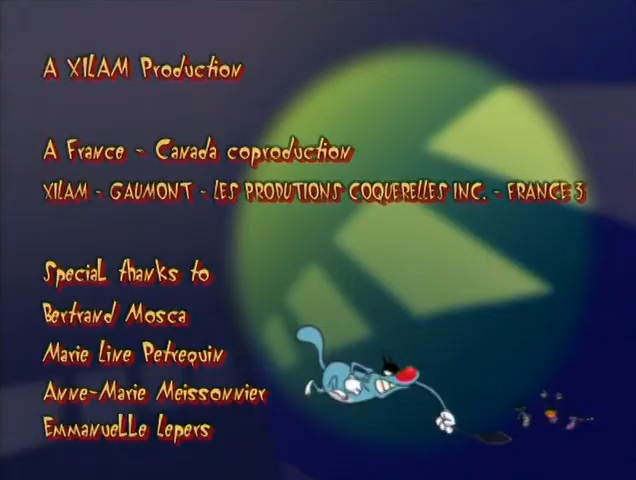 A XILAM Production
A France - Canada coproduction
XILAM - GAUMONT - LES PRODUTIONS COQUERELLES INC. - FRANCE 3
Special thanks to
Bertrand Mosca
Marie Line Petrequin
Anne-Marie Meissonnier
Emmanuelle Lepers